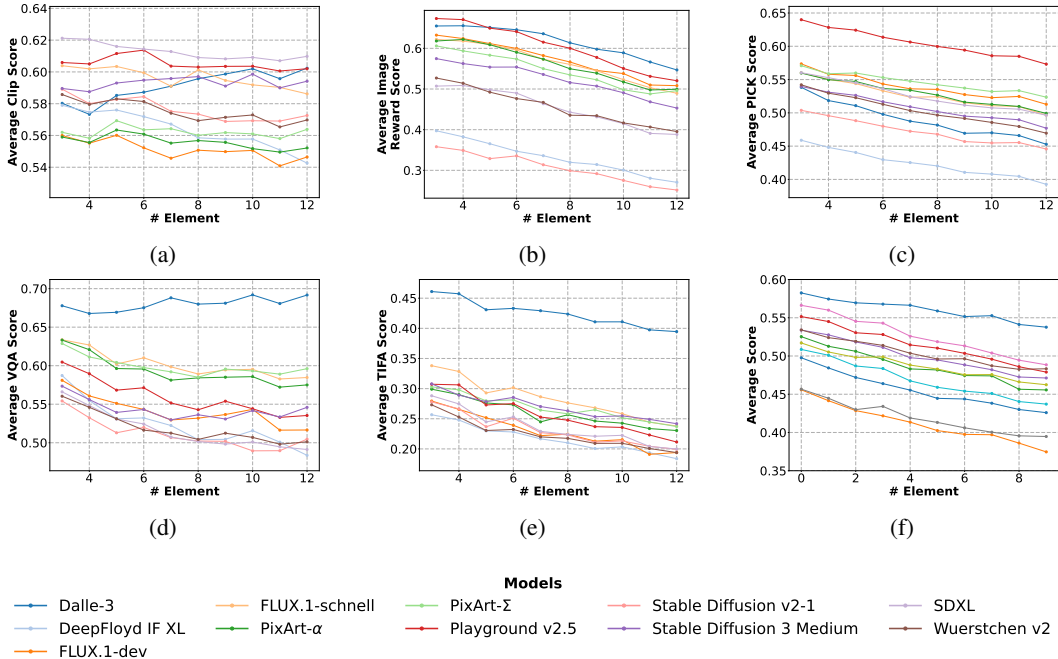 0.64
0.62
0.60
0.58
0.56
0.54
Average Clip Score
4 6 8 10 12
# Element
(a)
0.6
0.5
0.4
0.3
Average Image
Reward Score
4 6 8 10 12
# Element
(b)
0.65
0.60
0.55
0.50
0.45
0.40
Average PICK Score
4 6 8 10 12
# Element
(c)
0.70
0.65
0.60
0.55
0.50
Average VQA Score
4 6 8 10 12
# Element
(d)
0.45
0.40
0.35
0.30
0.25
0.20
Average TIFA Score
4 6 8 10 12
# Element
(e)
0.60
0.55
0.50
0.45
0.40
0.35
Average Score
0 2 4 6 8
# Element
(f)
Models
Dalle-3
DeepFloyd IF XL
FLUX.1-dev
FLUX.1-schnell
PixArt-α
PixArt-Σ
Playground v2.5
Stable Diffusion v2-1
Stable Diffusion 3 Medium
SDXL
Wuerstchen v2